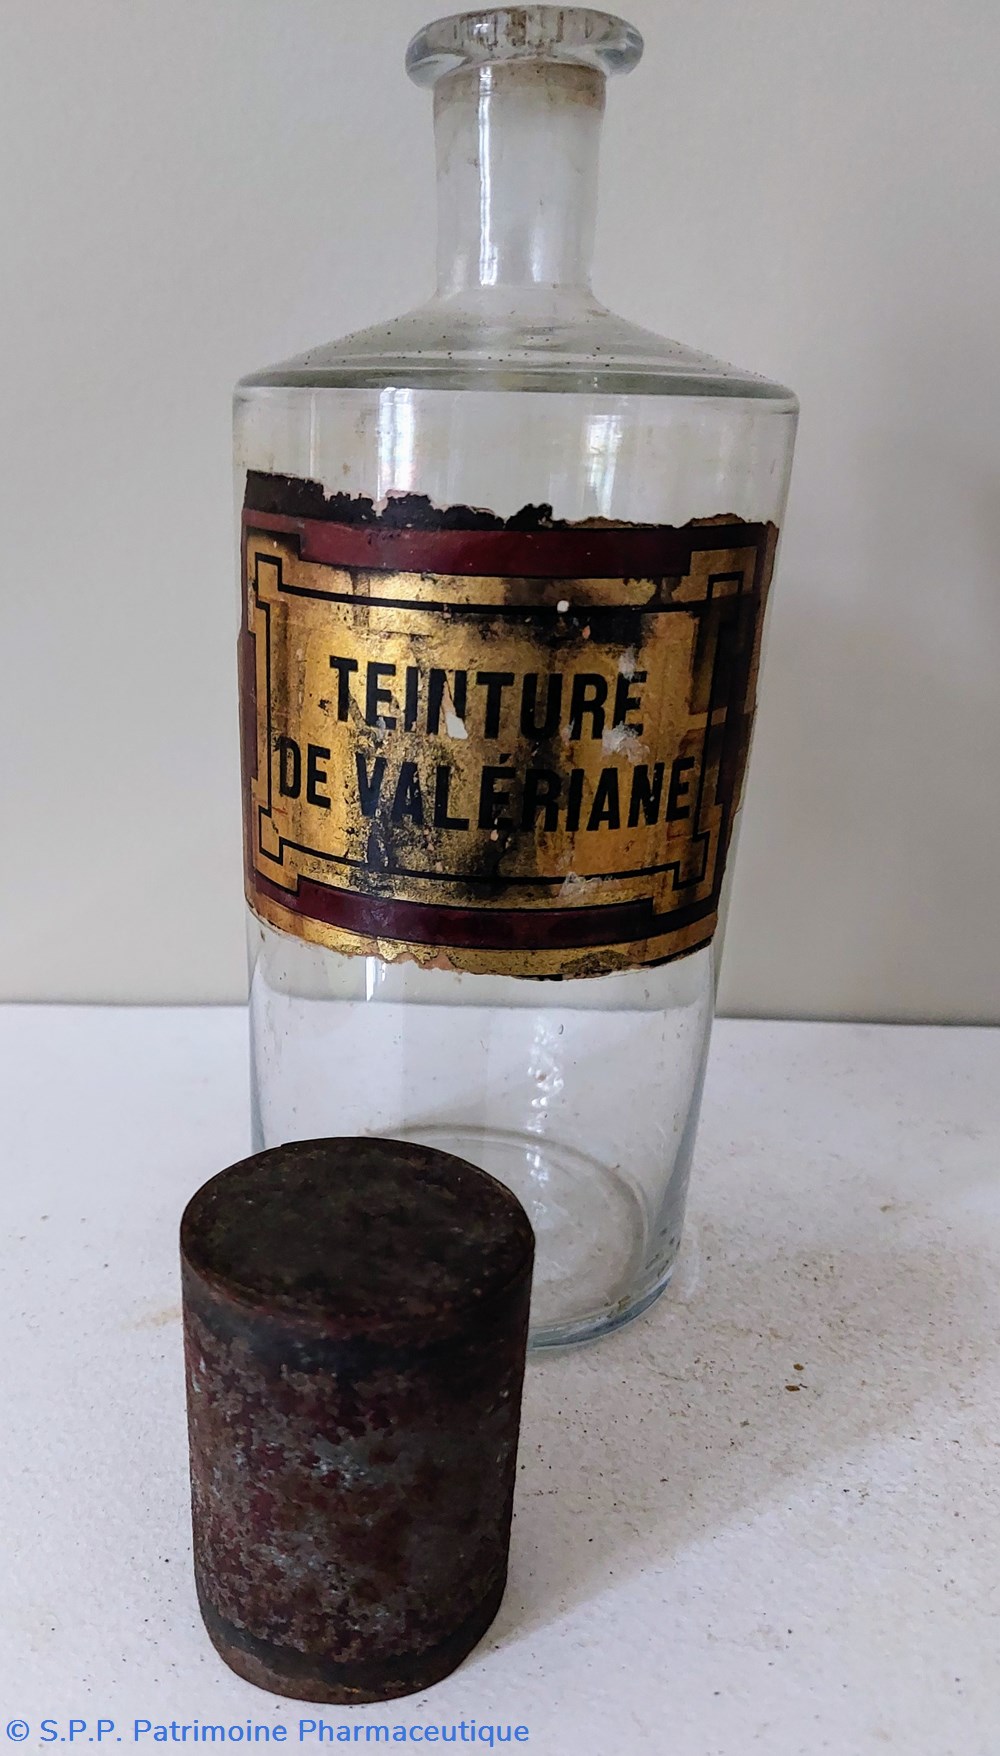 TEINTURE
DE VALÉRIANE
© S.P.P. Patrimoine Pharmaceutique